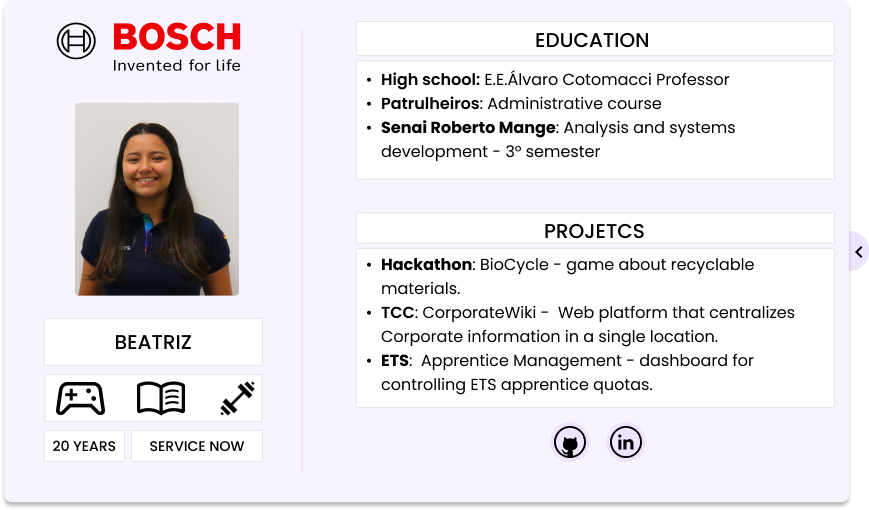 BOSCH
Invented for life
BEATRIZ
20 YEARS
SERVICE NOW
EDUCATION
• High school: E.E.Álvaro Cotomacci Professor
• Patrulheiros: Administrative course
• Senai Roberto Mange: Analysis and systems
development - 3º semester
PROJETCS
• Hackathon: BioCycle - game about recyclable
materials.
• TCC: CorporateWiki - Web platform that centralizes
Corporate information in a single location.
• ETS: Apprentice Management - dashboard for
controlling ETS apprentice quotas.
in